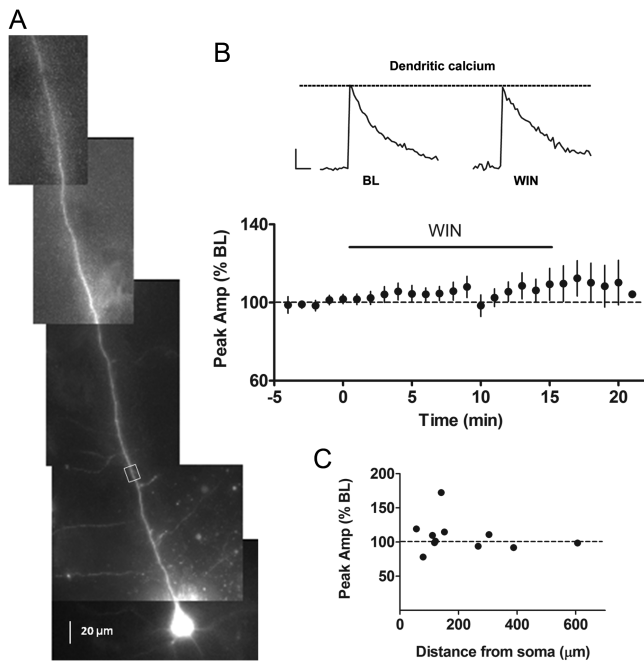 A
B
Dendritic calcium
BL
WIN
WIN
Peak Amp (% BL)
140
100
60
-5
0
5
10
15
20
Time (min)
C
Peak Amp (% BL)
200
150
100
50
0
200
400
600
Distance from soma (µm)
20 µm